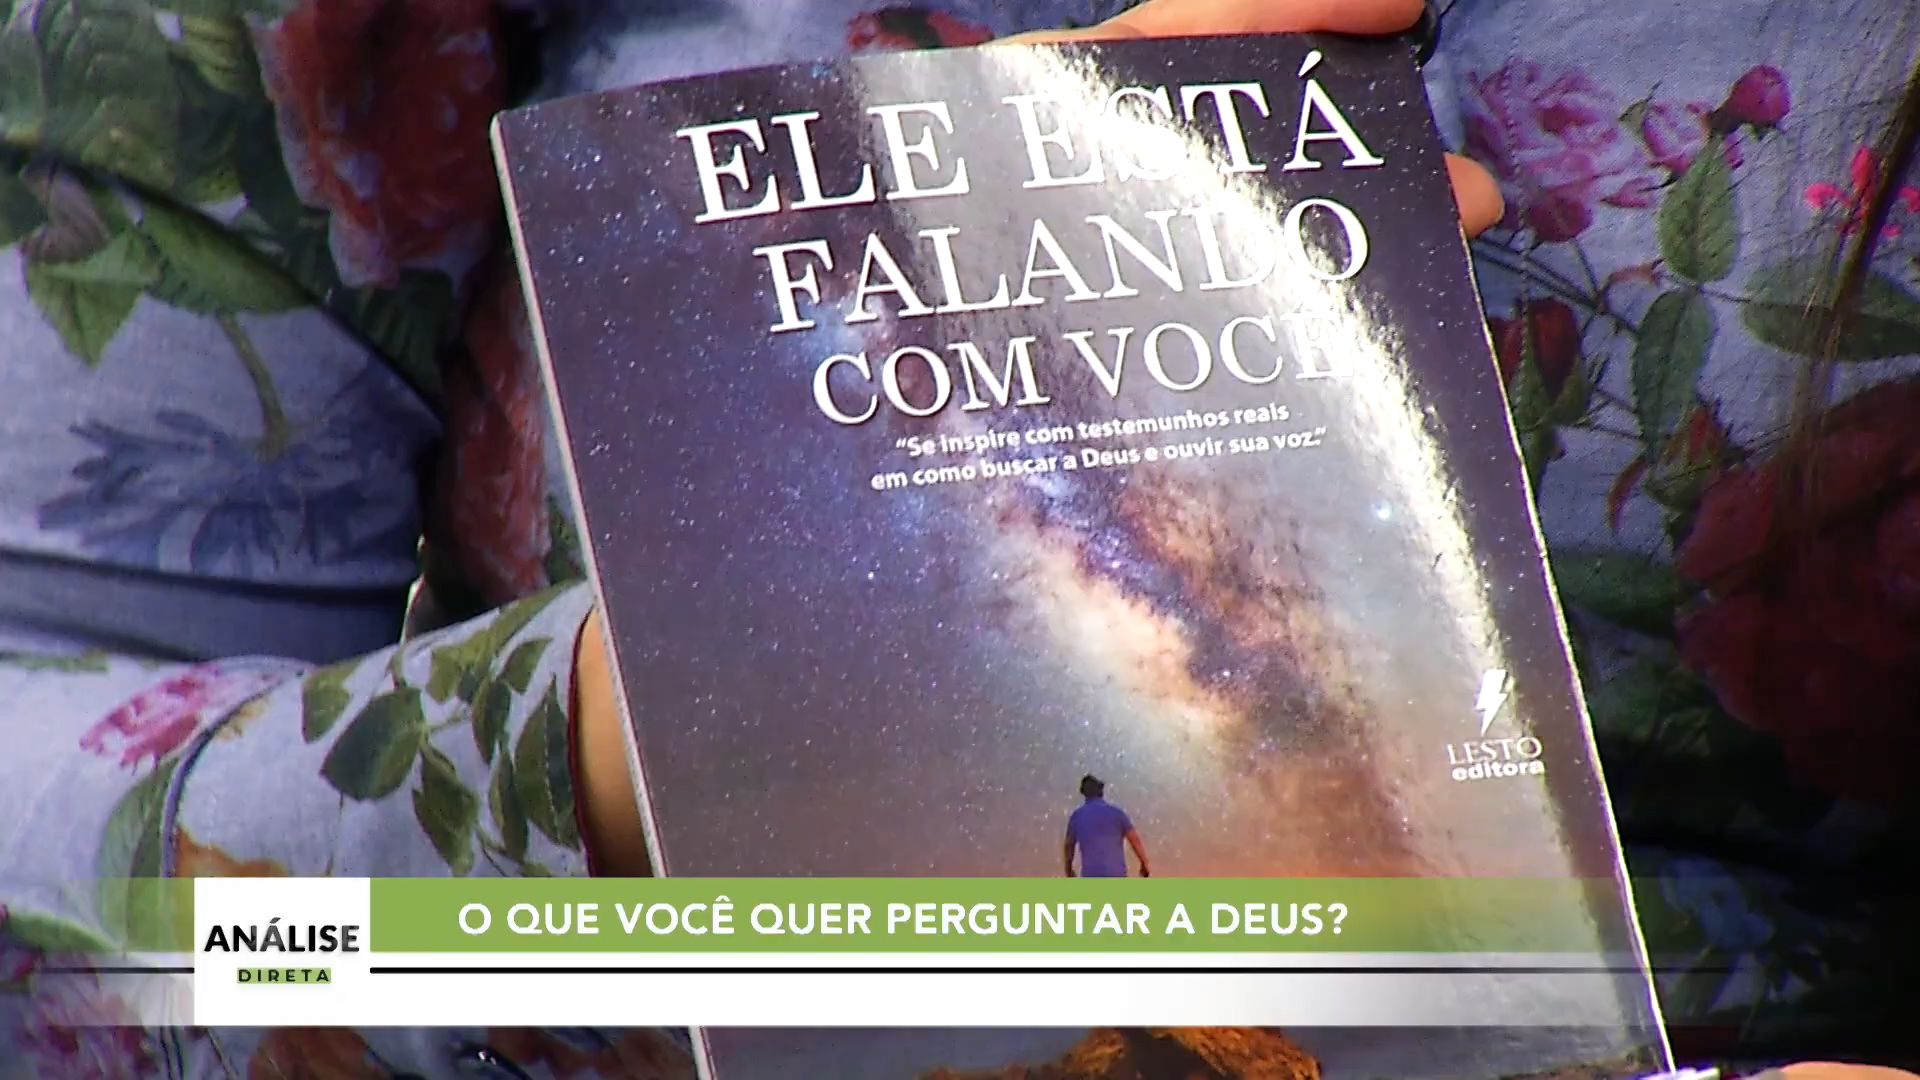 ELE ESTÁ
FALANDO
COM VOCÊ
“Se inspire com testemunhos reais
em como buscar a Deus e ouvir sua voz.”
LESTO
editora
ANÁLISE
DIRETA
O QUE VOCÊ QUER PERGUNTAR A DEUS?